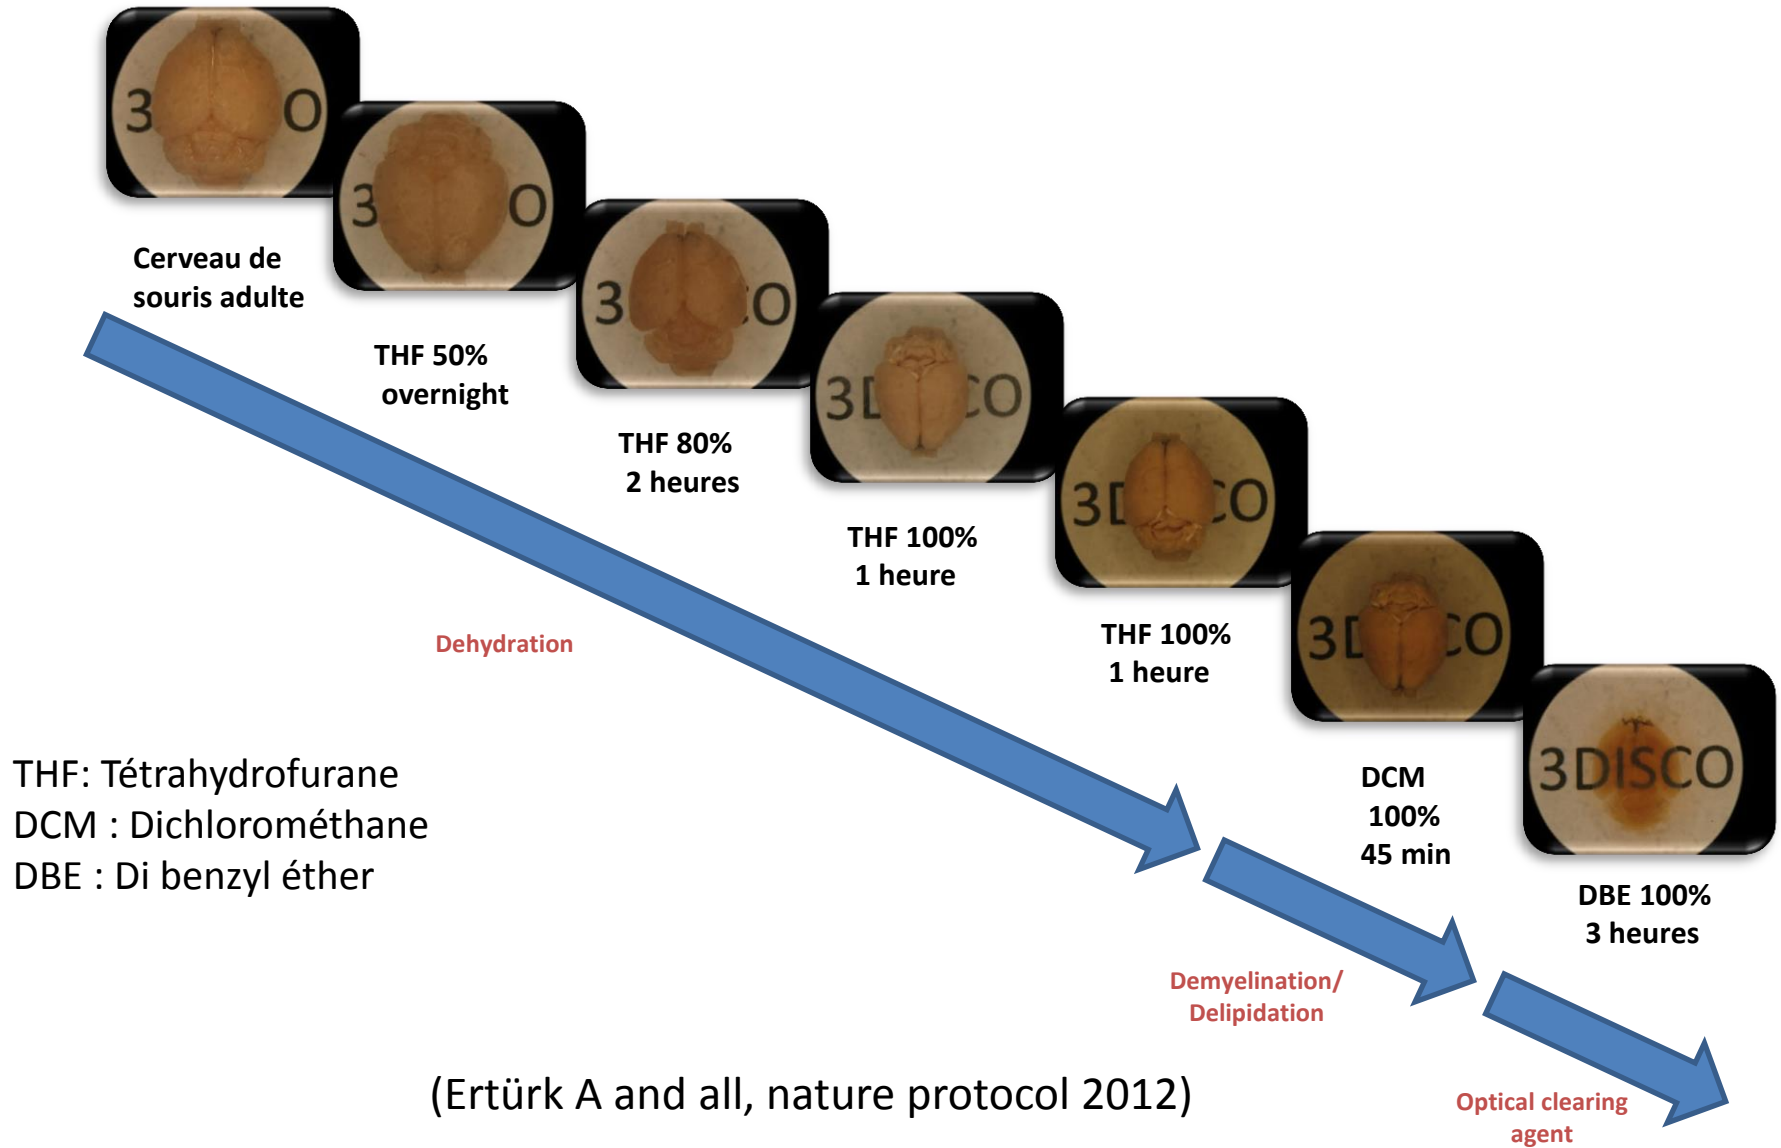 3 O
Cerveau de
souris adulte
3 O
THF 50%
overnight
3 CO
THF 80%
2 heures
3D CO
THF 100%
1 heure
3D CO
THF 100%
1 heure
3D CO
DCM
100%
45 min
3DISCO
DBE 100%
3 heures
Dehydration
THF: Tétrahydrofurane
DCM : Dichlorométhane
DBE : Di benzyl éther
Demyelination/
Delipidation
Optical clearing
agent
(Ertürk A and all, nature protocol 2012)